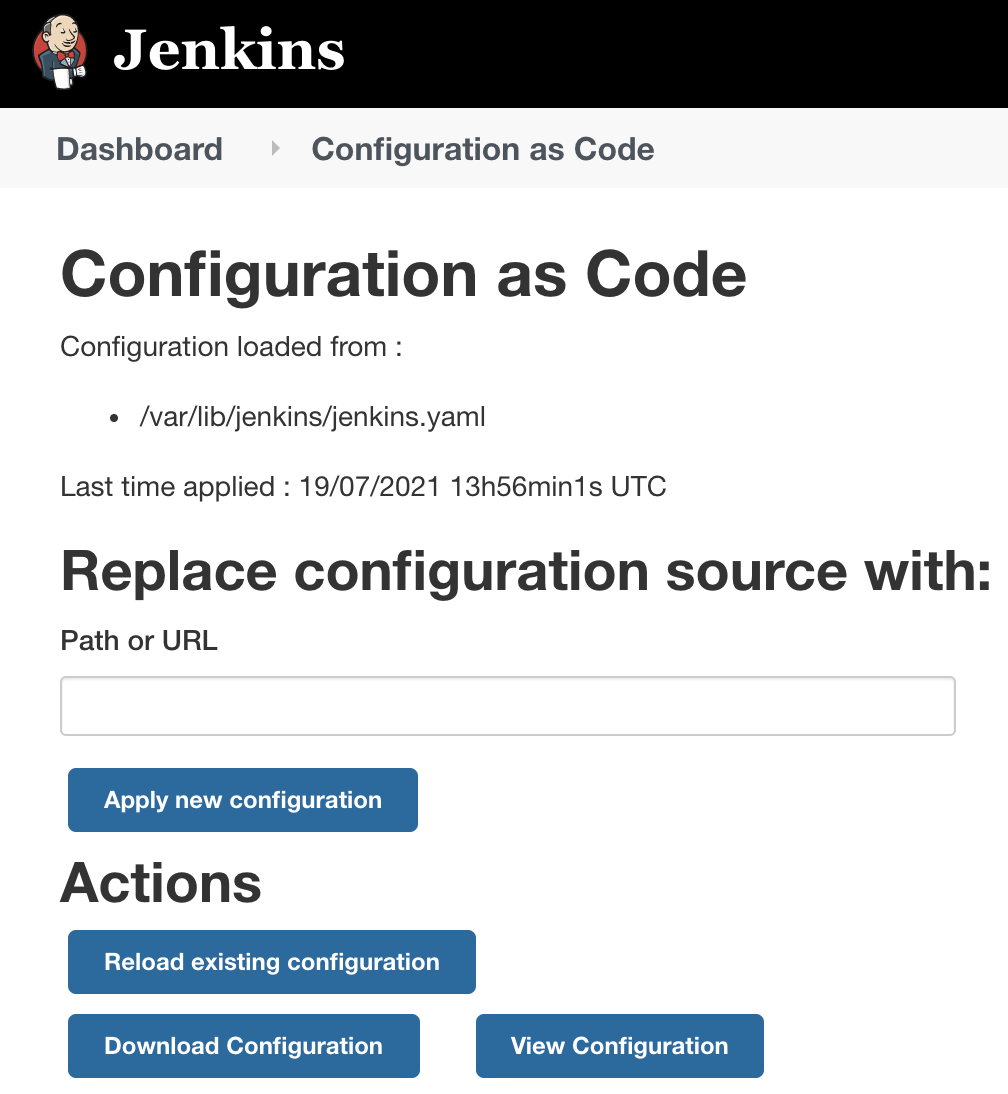 Jenkins
Dashboard
Configuration as Code
Configuration as Code
Configuration loaded from :
• /var/lib/jenkins/jenkins.yaml
Last time applied : 19/07/2021 13h56min1s UTC
Replace configuration source with:
Path or URL
Apply new configuration
Actions
Reload existing configuration
Download Configuration
View Configuration